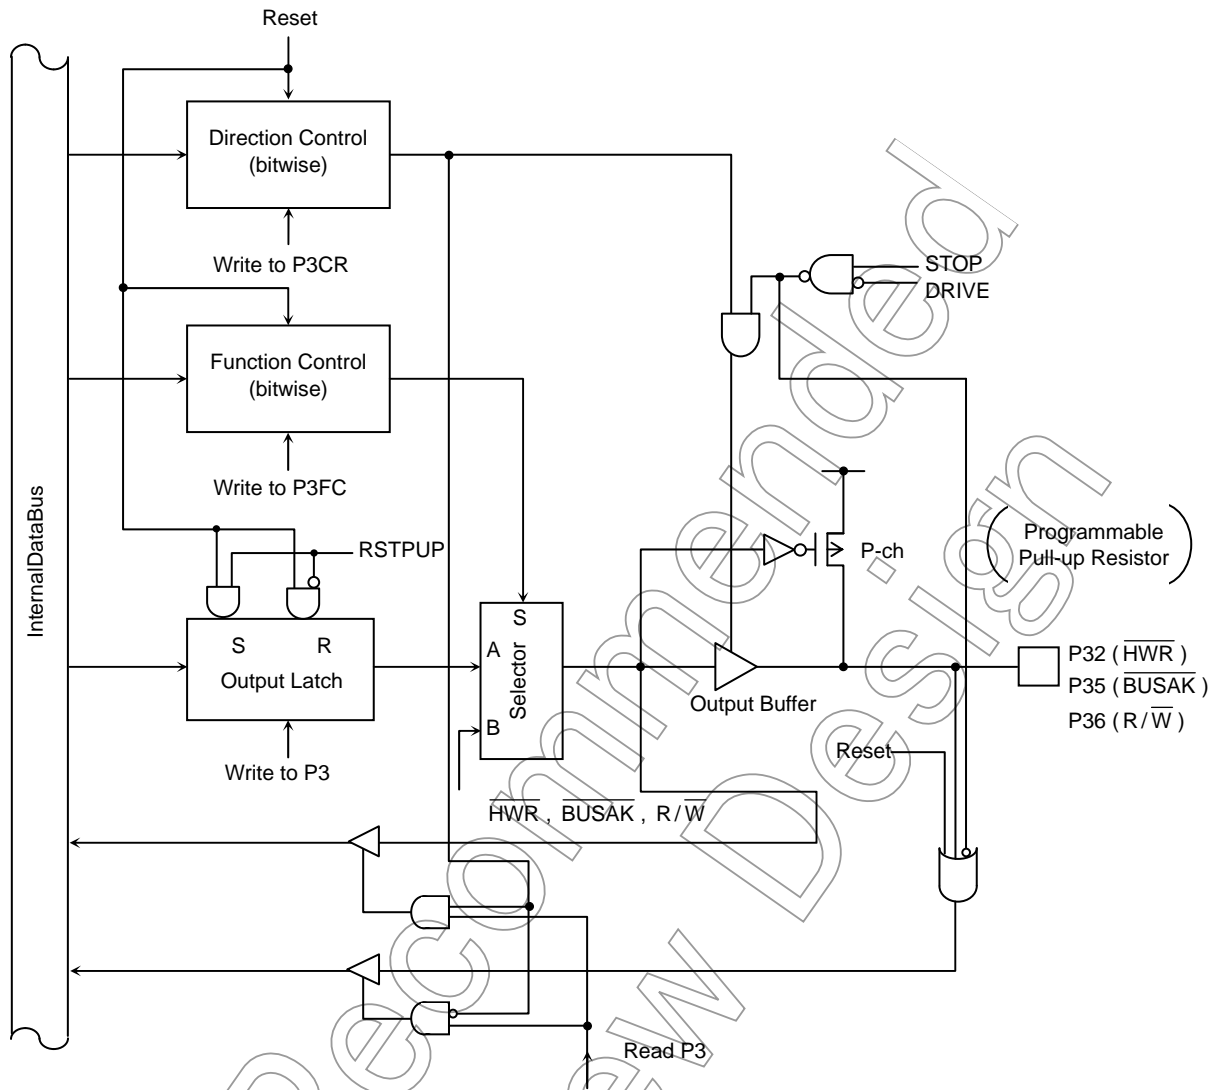 Reset
Direction Control
(bitwise)
Write to P3CR
STOP
DRIVE
Function Control
(bitwise)
Write to P3FC
InternalDataBus
RSTPUP
P-ch
Programmable
Pull-up Resistor
S R
Output Latch
Write to P3
S
A
B
Selector
Output Buffer
P32 ( HWR )
P35 ( BUSAK )
P36 ( R / W )
Reset
HWR , BUSAK , R / W
Read P3
Recommended
New Design